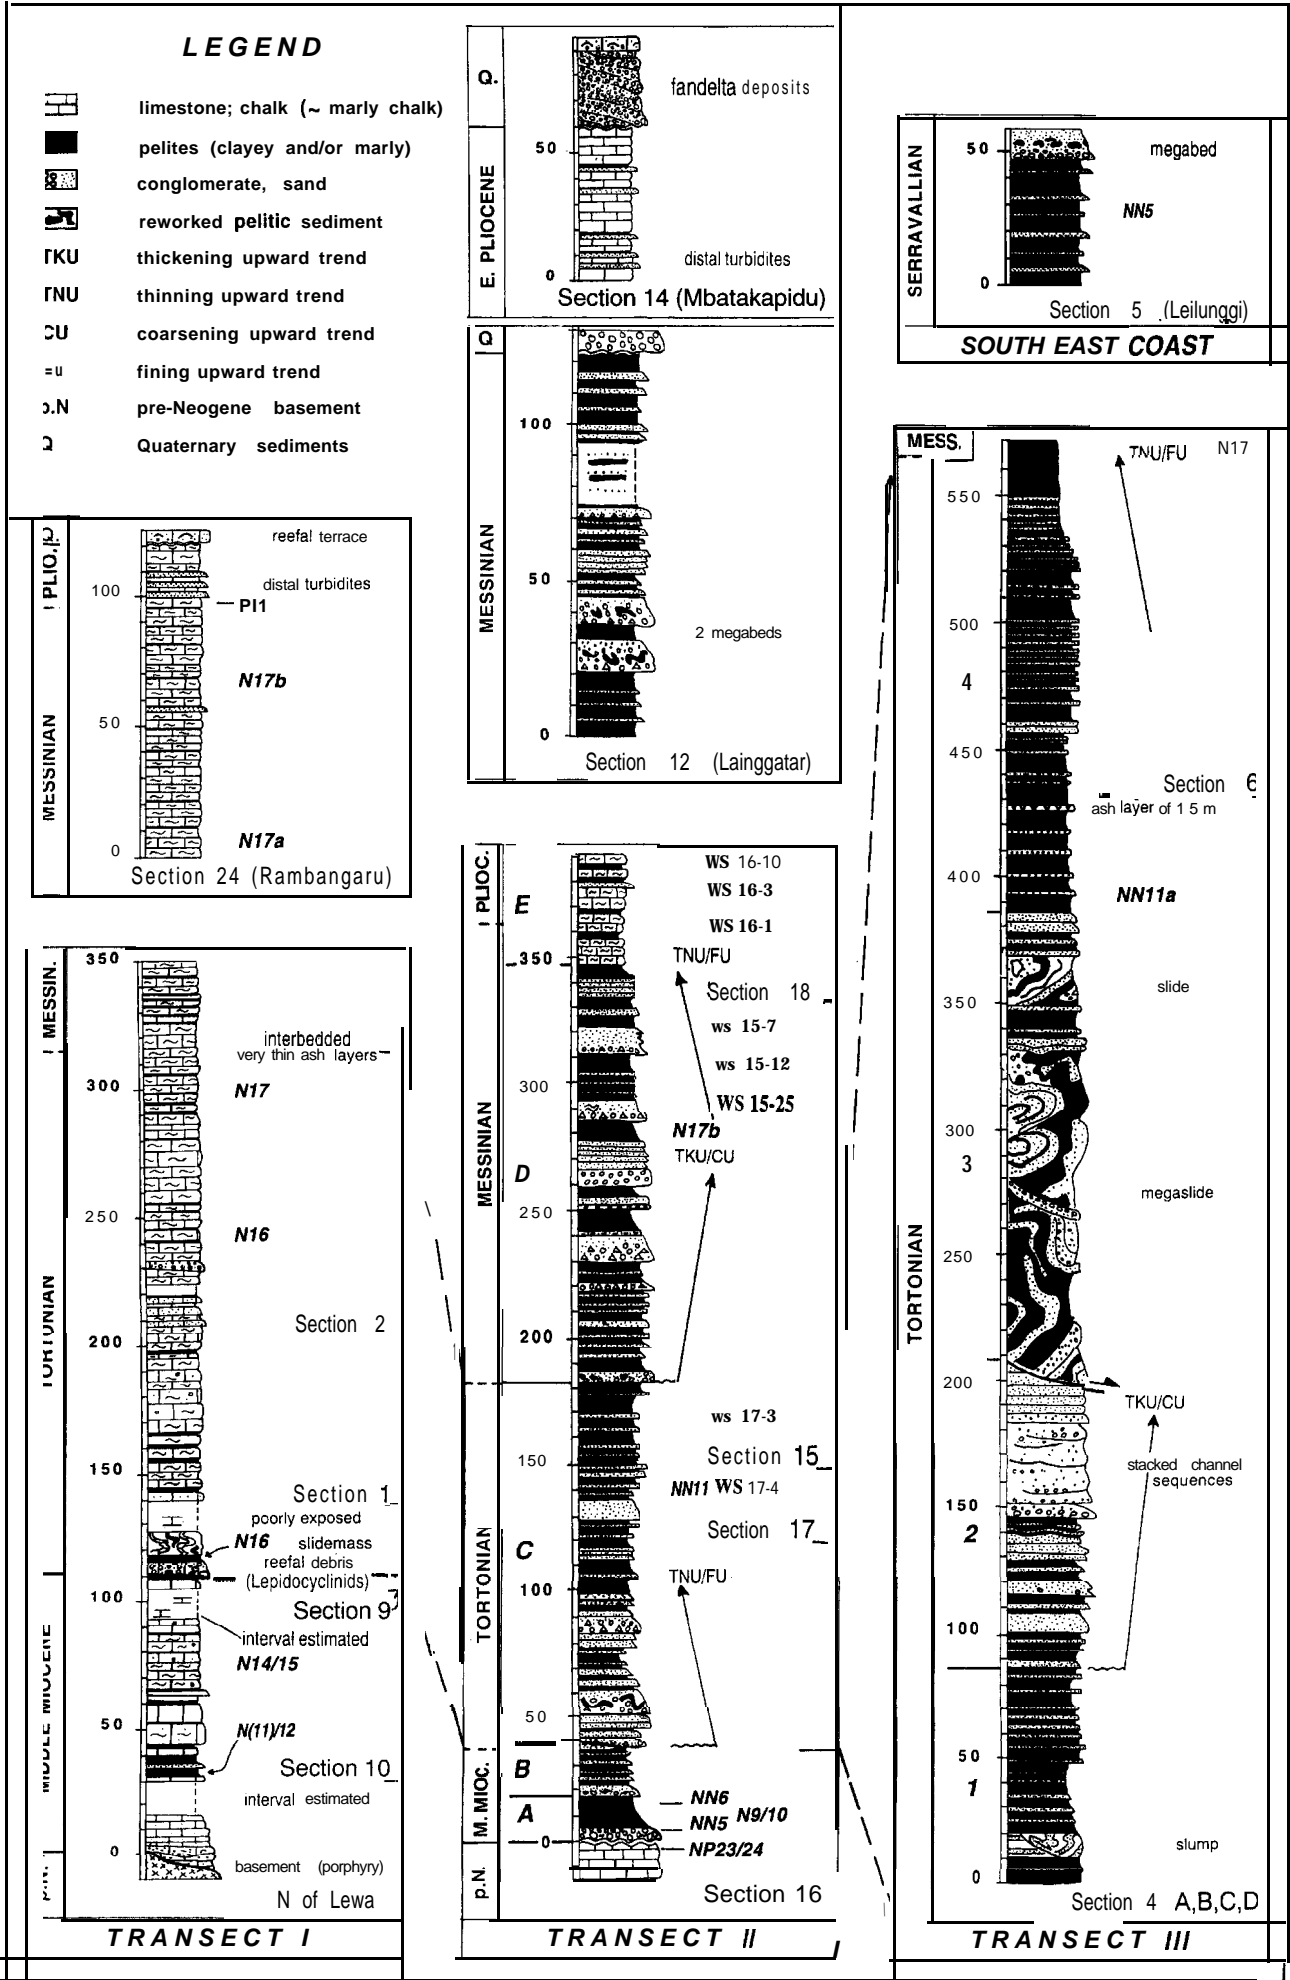 LEGEND
limestone; chalk (~ marly chalk)
pelites (clayey and/or marly)
conglomerate, sand
reworked pelitic sediment
TKU thickening upward trend
TNU thinning upward trend
CU coarsening upward trend
=u fining upward trend
p.N pre-Neogene basement
Q Quaternary sediments
Q.
E. PLIOCENE
fandelta deposits
50
distal turbidites
0
Section 14 (Mbatakapidu)
SERRAVALLIAN
50
megabed
NN5
0
Section 5 (Leilunggi)
SOUTH EAST COAST
Q
MESSINIAN
100
50
2 megabeds
0
Section 12 (Lainggatar)
PLIO.
Q
MESSINIAN
reefal terrace
distal turbidites
100
Pl1
N17b
50
N17a
0
Section 24 (Rambangaru)
MESSIN.
TORTONIAN
MIDDLE MIOCENE
p.N.
350
interbedded
very thin ash layers
300
N17
250
N16
Section 2
200
150
Section 1
poorly exposed
N16 slidemass
reefal debris
(Lepidocyclinids)
100
Section 9
interval estimated
N14/15
50
N(11)/12
Section 10
interval estimated
0
basement (porphyry)
N of Lewa
TRANSECT I
PLIOC.
MESSINIAN
TORTONIAN
M. MIOC.
p.N.
E
WS 16-10
WS 16-3
WS 16-1
350
TNU/FU
Section 18
ws 15-7
ws 15-12
300
WS 15-25
N17b
TKU/CU
D
250
200
ws 17-3
150
Section 15
NN11 WS 17-4
Section 17
C
TNU/FU
100
50
B
NN6
A
NN5 N9/10
0
NP23/24
Section 16
TRANSECT II
MESS.
TORTONIAN
TNU/FU N17
550
500
4
450
Section 6
ash layer of 1 5 m
400
NN11a
350
slide
300
3
megaslide
250
200
TKU/CU
stacked channel
sequences
150
2
100
50
1
slump
0
Section 4 A,B,C,D
TRANSECT III